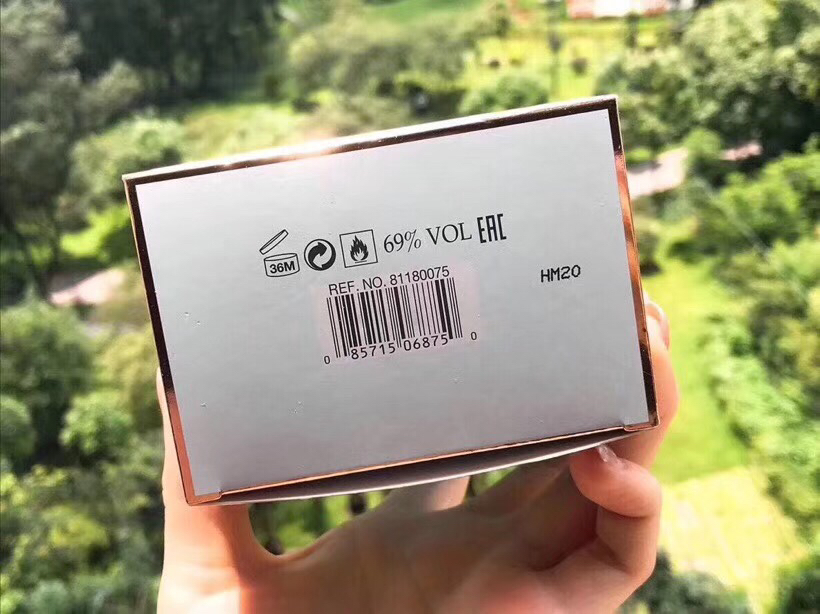 36M 69% VOL EAC
REF. NO. 81180075
HM20
0 85715 06875 0